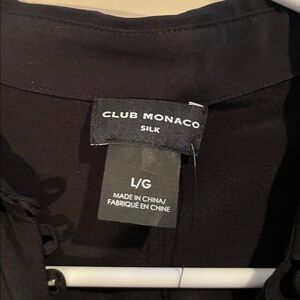 CLUB MONACO
SILK
L/G
MADE IN CHINA/
FABRIQUÉ EN CHINE